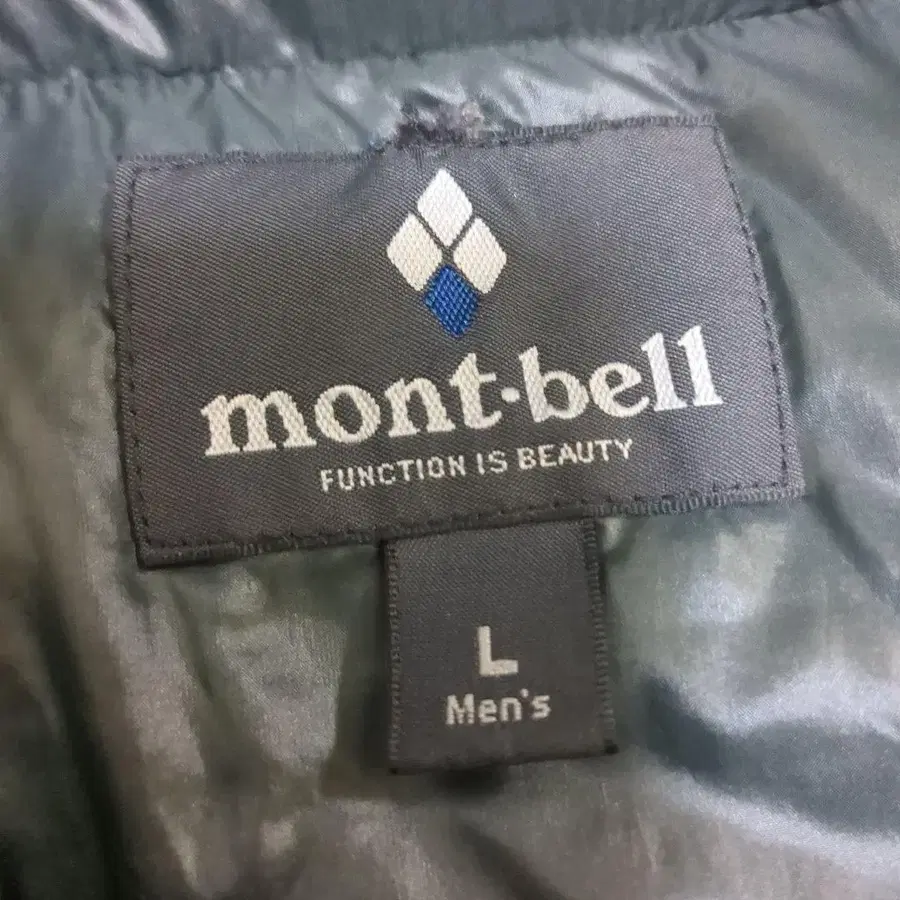 mont·bell
FUNCTION IS BEAUTY
L
Men's